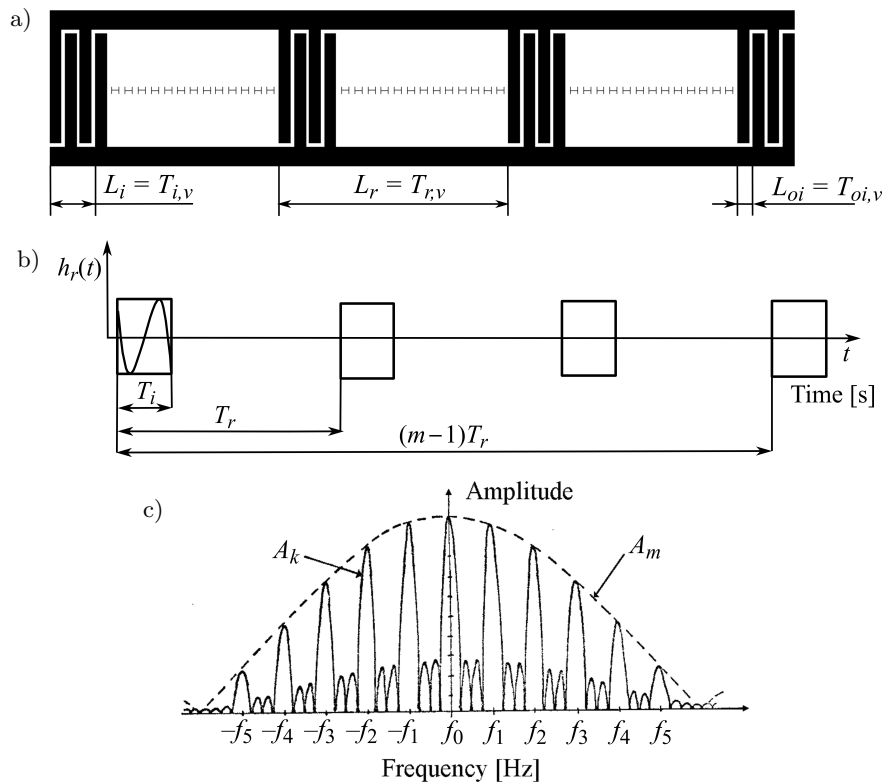 a)
L_i = T_{i,v}
L_r = T_{r,v}
L_{oi} = T_{oi,v}
b)
h_r(t)
t
T_i
Time [s]
T_r
(m−1)T_r
c)
Amplitude
A_k
A_m
−f_5 −f_4 −f_3 −f_2 −f_1 f_0 f_1 f_2 f_3 f_4 f_5
Frequency [Hz]